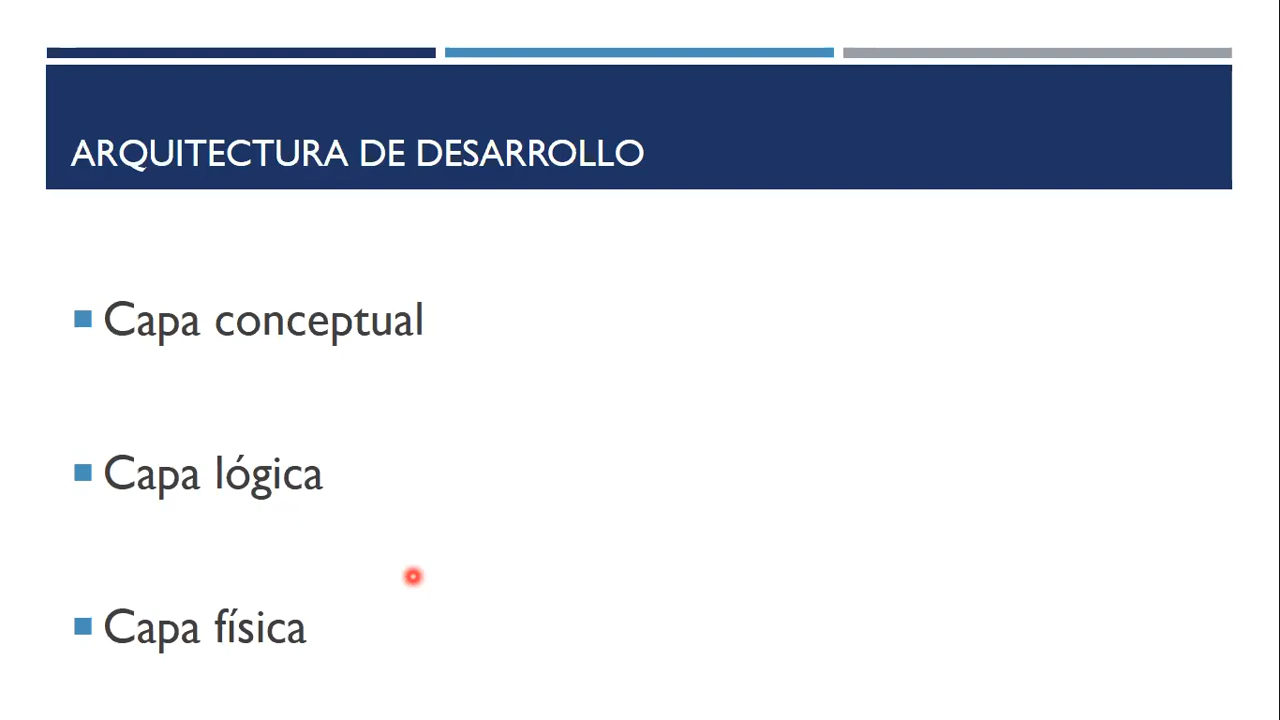 ARQUITECTURA DE DESARROLLO
Capa conceptual
Capa lógica
Capa física